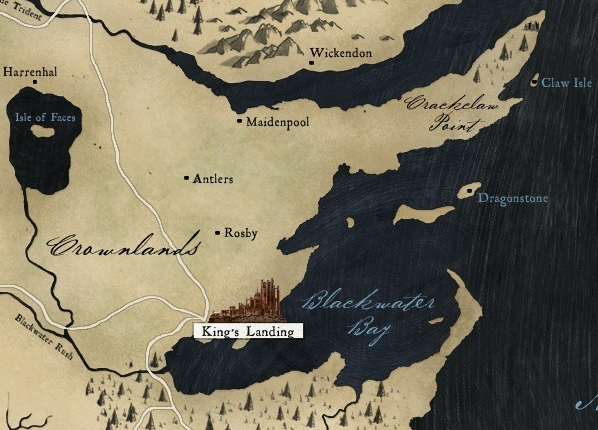 Trident
Wickendon
Harrenhal
Claw Isle
Crackclaw
Point
Isle of Faces
Maidenpool
Antlers
Dragonstone
Rosby
Crownlands
Blackwater
Bay
King's Landing
Blackwater Rush